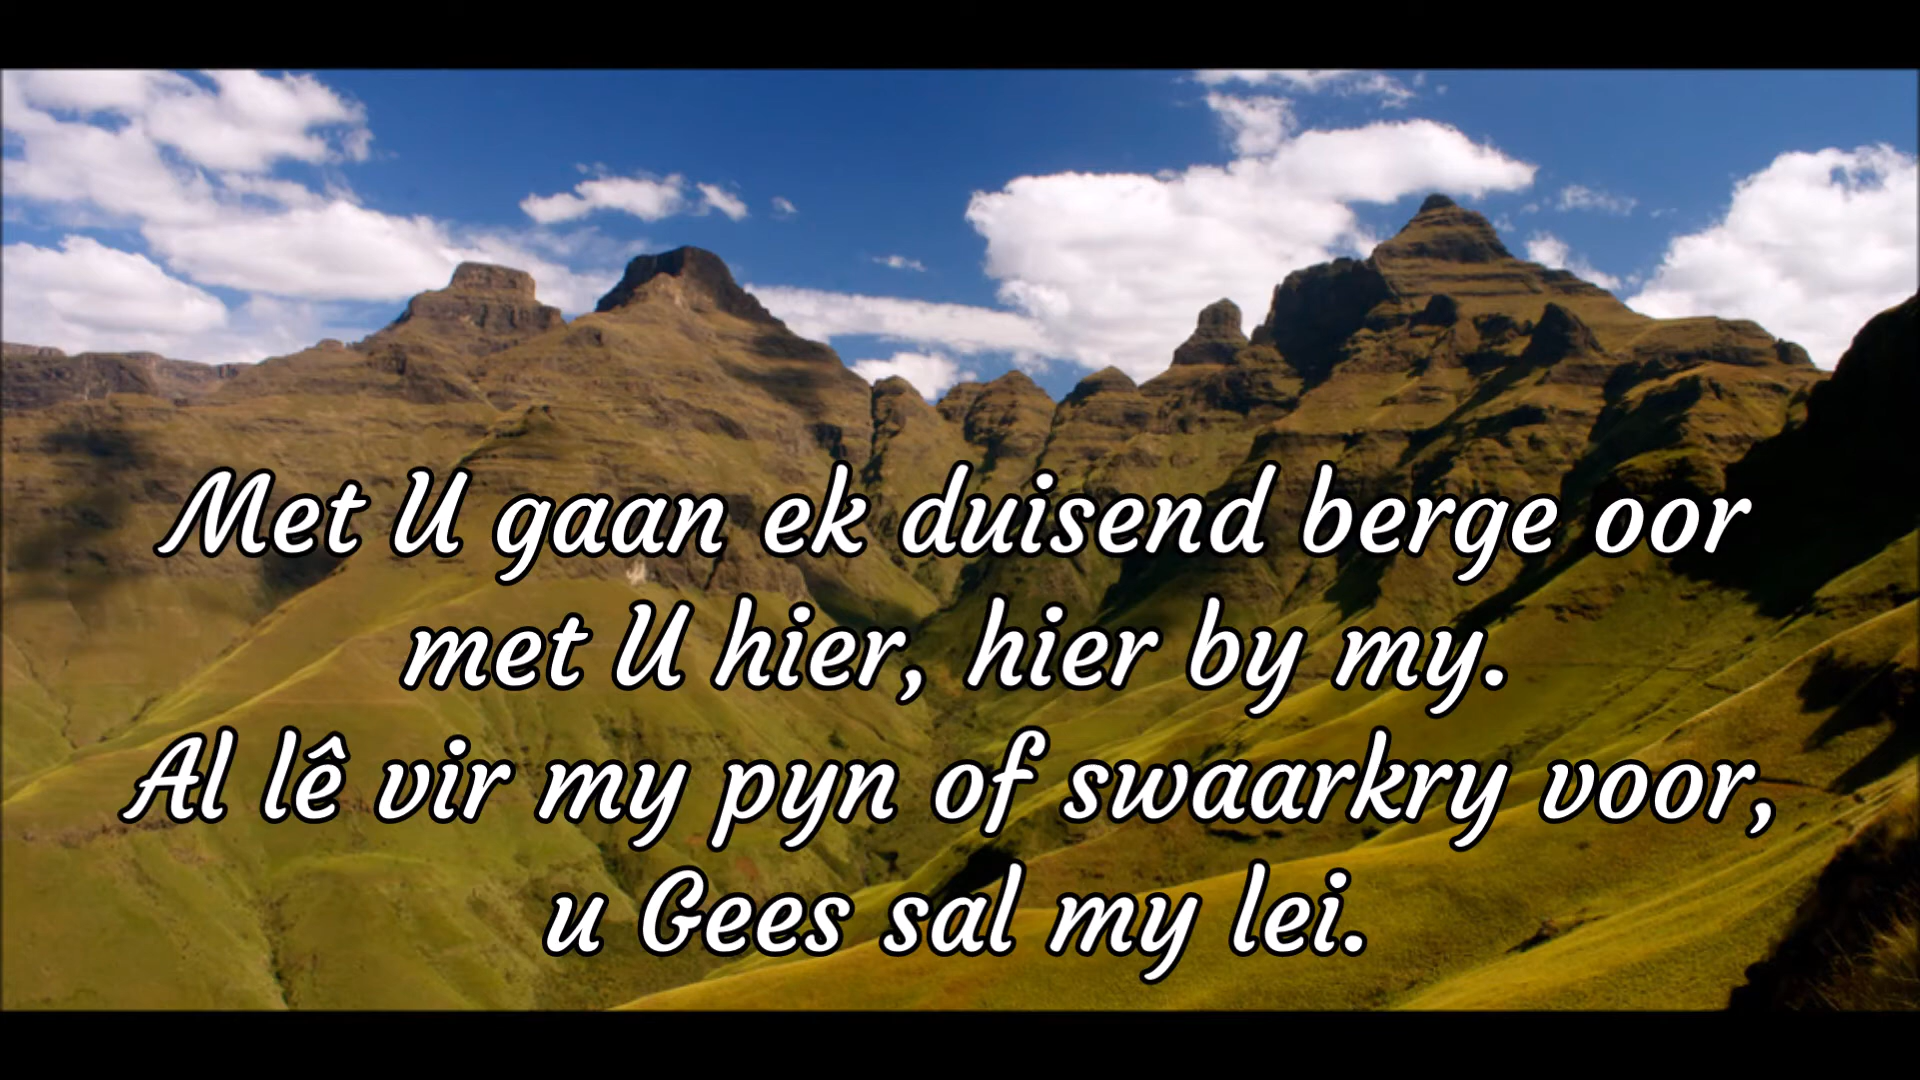 Met U gaan ek duisend berge oor
met U hier, hier by my.
Al lê vir my pyn of swaarkry voor,
u Gees sal my lei.